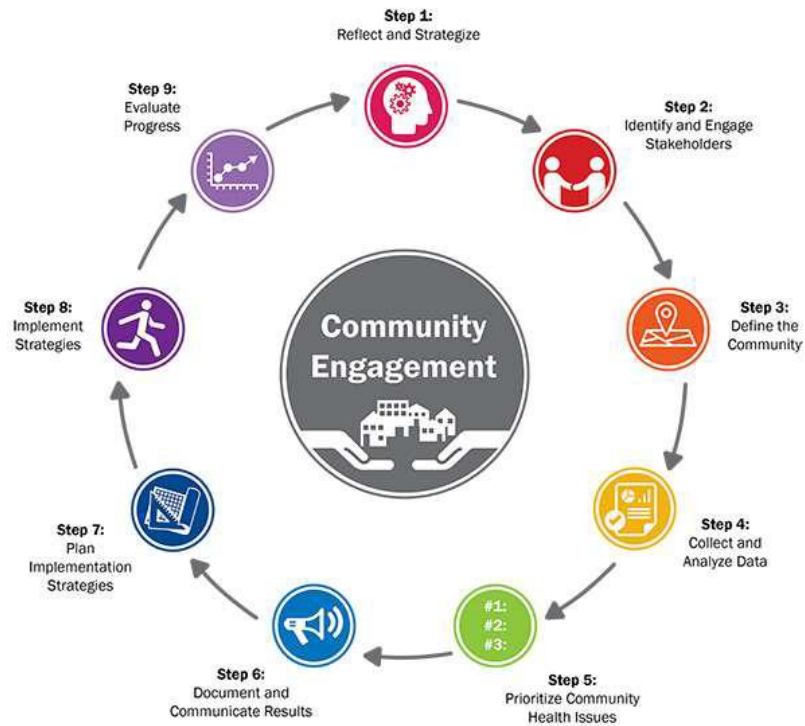 Step 1:
Reflect and Strategize
Step 2:
Identify and Engage
Stakeholders
Step 3:
Define the
Community
Step 4:
Collect and
Analyze Data
#1:
#2:
#3:
Step 5:
Prioritize Community
Health Issues
Step 6:
Document and
Communicate Results
Step 7:
Plan
Implementation
Strategies
Step 8:
Implement
Strategies
Step 9:
Evaluate
Progress
Community
Engagement